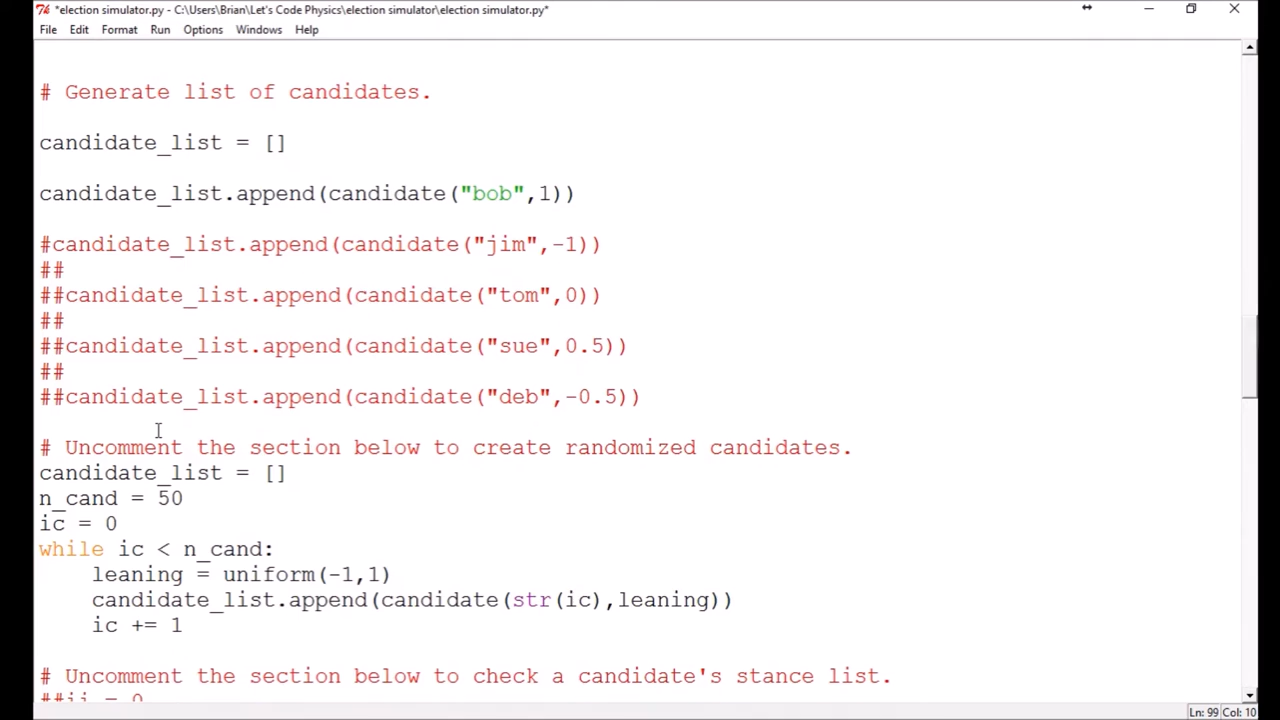 *election simulator.py - C:\Users\Brian\Let's Code Physics\election simulator\election simulator.py*
File Edit Format Run Options Windows Help
# Generate list of candidates.
candidate_list = []
candidate_list.append(candidate("bob",1))
#candidate_list.append(candidate("jim",-1))
##
##candidate_list.append(candidate("tom",0))
##
##candidate_list.append(candidate("sue",0.5))
##
##candidate_list.append(candidate("deb",-0.5))
# Uncomment the section below to create randomized candidates.
candidate_list = []
n_cand = 50
ic = 0
while ic < n_cand:
    leaning = uniform(-1,1)
    candidate_list.append(candidate(str(ic),leaning))
    ic += 1
# Uncomment the section below to check a candidate's stance list.
##ii = 0
Ln: 99 Col: 10